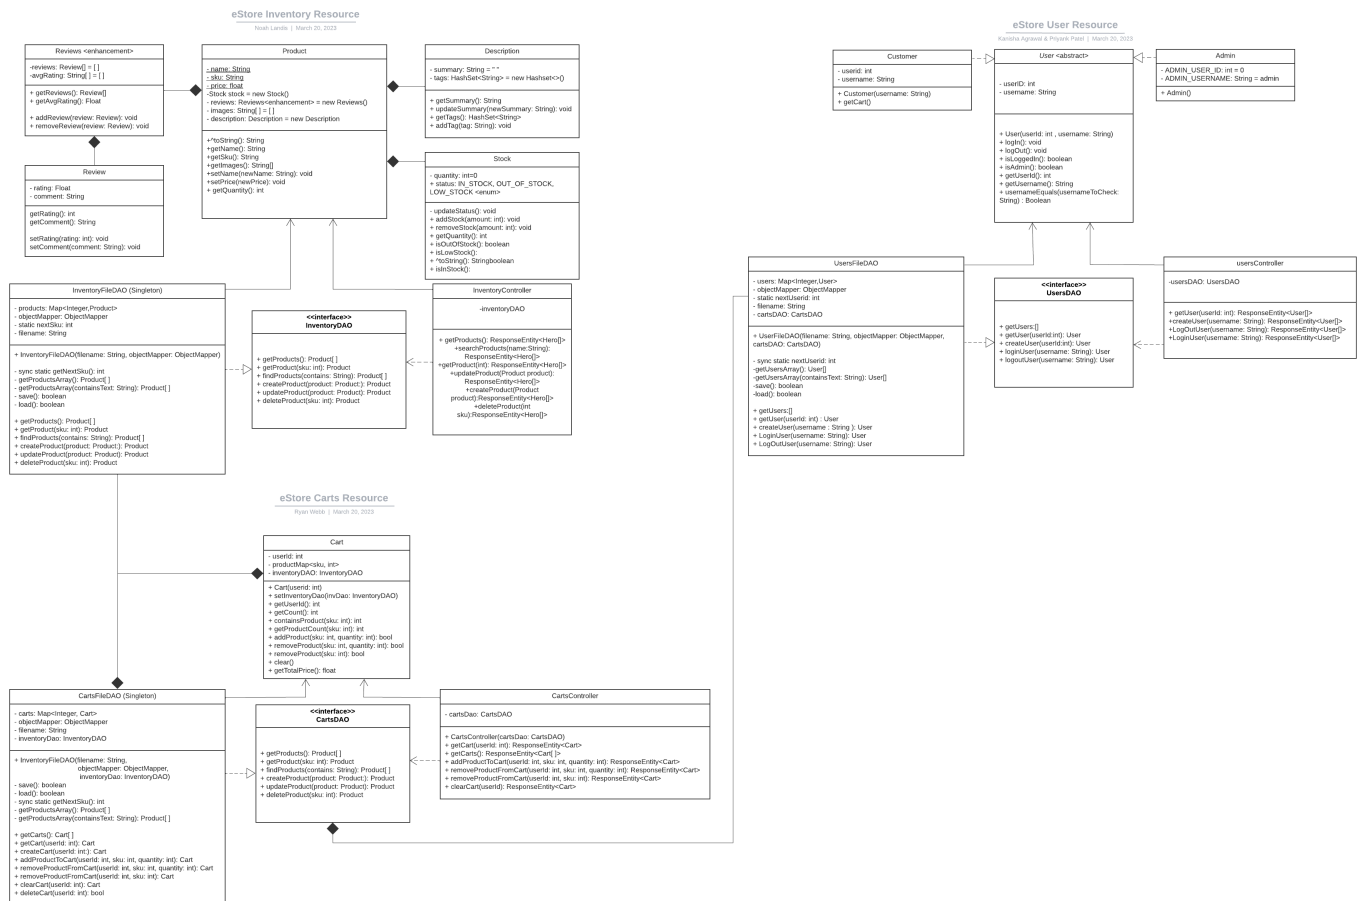 eStore Inventory Resource
Noah Landis | March 20, 2023
Reviews <enhancement>
-reviews: Review[] = [ ]
-avgRating: String[ ] = [ ]
+ getReviews(): Review[]
+ getAvgRating(): Float
+ addReview(review: Review): void
+ removeReview(review: Review): void
Review
- rating: Float
- comment: String
getRating(): int
getComment(): String
setRating(rating: int): void
setComment(comment: String): void
Product
- name: String
- sku: String
- price: float
-Stock stock = new Stock()
- reviews: Reviews<enhancement> = new Reviews()
- images: String[ ] = [ ]
- description: Description = new Description
+^toString(): String
+getName(): String
+getSku(): String
+getImages(): String[]
+setName(newName: String): void
+setPrice(newPrice): void
+ getQuantity(): int
Description
- summary: String = " "
- tags: HashSet<String> = new Hashset<>()
+ getSummary(): String
+ updateSummary(newSummary: String): void
+ getTags(): HashSet<String>
+ addTag(tag: String): void
Stock
- quantity: int=0
+ status: IN_STOCK, OUT_OF_STOCK,
LOW_STOCK <enum>
- updateStatus(): void
+ addStock(amount: int): void
+ removeStock(amount: int): void
+ getQuantity(): int
+ isOutOfStock(): boolean
+ isLowStock():
+ ^toString(): Stringboolean
+ isInStock():
InventoryFileDAO (Singleton)
- products: Map<Integer,Product>
- objectMapper: ObjectMapper
- static nextSku: int
- filename: String
+ InventoryFileDAO(filename: String, objectMapper: ObjectMapper)
- sync static getNextSku(): int
- getProductsArray(): Product[ ]
- getProductsArray(containsText: String): Product[ ]
- save(): boolean
- load(): boolean
+ getProducts(): Product[ ]
+ getProduct(sku: int): Product
+ findProducts(contains: String): Product[ ]
+ createProduct(product: Product:): Product
+ updateProduct(product: Product): Product
+ deleteProduct(sku: int): Product
<<interface>>
InventoryDAO
+ getProducts(): Product[ ]
+ getProduct(sku: int): Product
+ findProducts(contains: String): Product[ ]
+ createProduct(product: Product:): Product
+ updateProduct(product: Product): Product
+ deleteProduct(sku: int): Product
InventoryController
-inventoryDAO
+ getProducts(): ResponseEntity<Hero[]>
+searchProducts(name:String):
ResponseEntity<Hero[]>
+getProduct(int): ResponseEntity<Hero[]>
+updateProduct(Product product):
ResponseEntity<Hero[]>
+createProduct(Product
product):ResponseEntity<Hero[]>
+deleteProduct(int
sku):ResponseEntity<Hero[]>
eStore User Resource
Kanisha Agrawal & Priyank Patel | March 20, 2023
Customer
- userid: int
- username: String
+ Customer(username: String)
+ getCart()
User <abstract>
- userID: int
- username: String
+ User(userId: int , username: String)
+ logIn(): void
+ logOut(): void
+ isLoggedIn(): boolean
+ isAdmin(): boolean
+ getUserId(): int
+ getUsername(): String
+ usernameEquals(usernameToCheck:
String) : Boolean
Admin
- ADMIN_USER_ID: int = 0
- ADMIN_USERNAME: String = admin
+ Admin()
UsersFileDAO
- users: Map<Integer,User>
- objectMapper: ObjectMapper
- static nextUserid: int
- filename: String
- cartsDAO: CartsDAO
+ UserFileDAO(filename: String, objectMapper: ObjectMapper,
cartsDAO: CartsDAO)
- sync static nextUserid: int
-getUsersArray(): User[]
-getUsersArray(containsText: String): User[]
-save(): boolean
-load(): boolean
+ getUsers:[]
+ getUser(userId: int) : User
+ createUser(username : String ): User
+ LoginUser(username: String): User
+ LogOutUser(username: String): User
<<interface>>
UsersDAO
+ getUsers:[]
+ getUser(userId:int): User
+ createUser(userId:int): User
+ loginUser(username: String): User
+ logoutUser(username: String): User
usersController
-usersDAO: UsersDAO
+ getUser(userId: int): ResponseEntity<User[]>
+createUser(username: String): ResponseEntity<User[]>
+LogOutUser(username: String): ResponseEntity<User[]>
+LoginUser(username: String): ResponseEntity<User[]>
eStore Carts Resource
Ryan Webb | March 20, 2023
Cart
- userId: int
- productMap<sku, int>
- inventoryDAO: InventoryDAO
+ Cart(userid: int)
+ setInventoryDao(invDao: InventoryDAO)
+ getUserId(): int
+ getCount(): int
+ containsProduct(sku: int): int
+ getProductCount(sku: int): int
+ addProduct(sku: int, quantity: int): bool
+ removeProduct(sku: int, quantity: int): bool
+ removeProduct(sku: int): bool
+ clear()
+ getTotalPrice(): float
CartsFileDAO (Singleton)
- carts: Map<Integer, Cart>
- objectMapper: ObjectMapper
- filename: String
- inventoryDao: InventoryDAO
+ InventoryFileDAO(filename: String,
objectMapper: ObjectMapper,
inventoryDao: InventoryDAO)
- save(): boolean
- load(): boolean
- sync static getNextSku(): int
- getProductsArray(): Product[ ]
- getProductsArray(containsText: String): Product[ ]
+ getCarts(): Cart[ ]
+ getCart(userId: int): Cart
+ createCart(userId: int:): Cart
+ addProductToCart(userId: int, sku: int, quantity: int): Cart
+ removeProductFromCart(userId: int, sku: int, quantity: int): Cart
+ removeProductFromCart(userId: int, sku: int): Cart
+ clearCart(userId: int): Cart
+ deleteCart(userId: int): bool
<<interface>>
CartsDAO
+ getProducts(): Product[ ]
+ getProduct(sku: int): Product
+ findProducts(contains: String): Product[ ]
+ createProduct(product: Product:): Product
+ updateProduct(product: Product): Product
+ deleteProduct(sku: int): Product
CartsController
- cartsDao: CartsDAO
+ CartsController(cartsDao: CartsDAO)
+ getCart(userId: int): ResponseEntity<Cart>
+ getCarts(): ResponseEntity<Cart[ ]>
+ addProductToCart(userId: int, sku: int, quantity: int): ResponseEntity<Cart>
+ removeProductFromCart(userId: int, sku: int, quantity: int): ResponseEntity<Cart>
+ removeProductFromCart(userId: int, sku: int): ResponseEntity<Cart>
+ clearCart(userId): ResponseEntity<Cart>